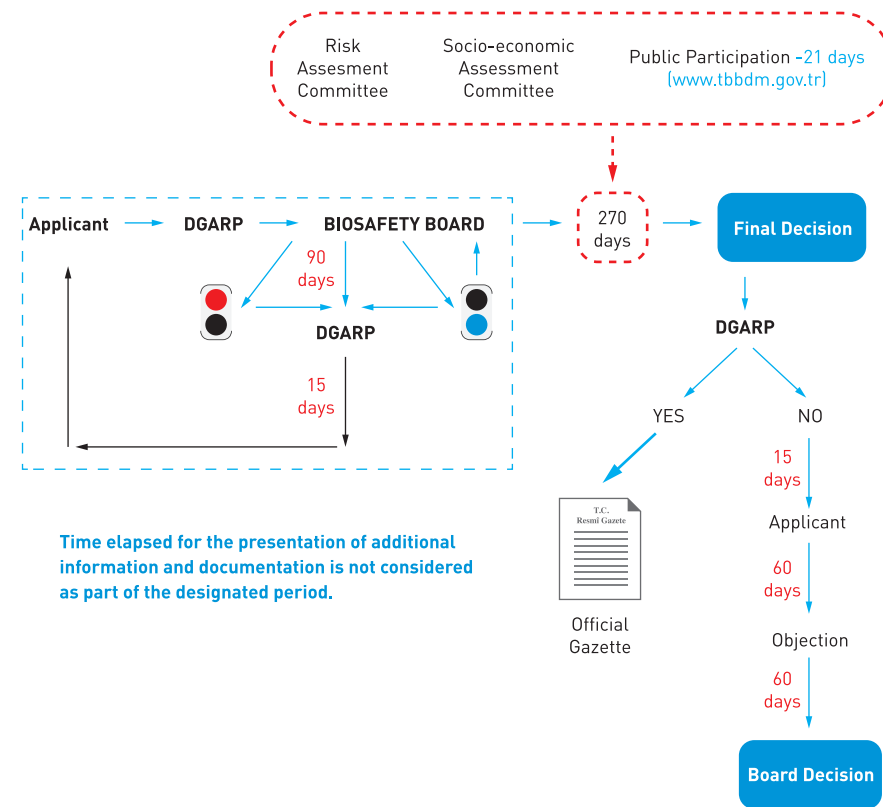 Risk
Assesment
Committee
Socio-economic
Assessment
Committee
Public Participation -21 days
(www.tbbdm.gov.tr)
Applicant
DGARP
BIOSAFETY BOARD
270
days
Final Decision
90
days
DGARP
15
days
DGARP
YES
NO
15
days
T.C.
Resmî Gazete
Applicant
Time elapsed for the presentation of additional
information and documentation is not considered
as part of the designated period.
60
days
Official
Gazette
Objection
60
days
Board Decision